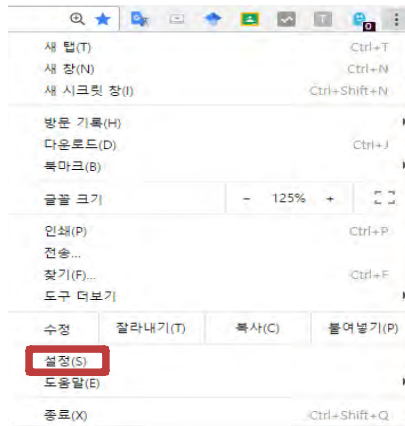 새 탭(T) Ctrl+T
새 창(N) Ctrl+N
새 시크릿 창(I) Ctrl+Shift+N
방문 기록(H)
다운로드(D) Ctrl+J
북마크(B)
글꼴 크기 - 125% +
인쇄(P) Ctrl+P
전송...
찾기(F)... Ctrl+F
도구 더보기
수정 잘라내기(T) 복사(C) 붙여넣기(P)
설정(S)
도움말(E)
종료(X) Ctrl+Shift+Q